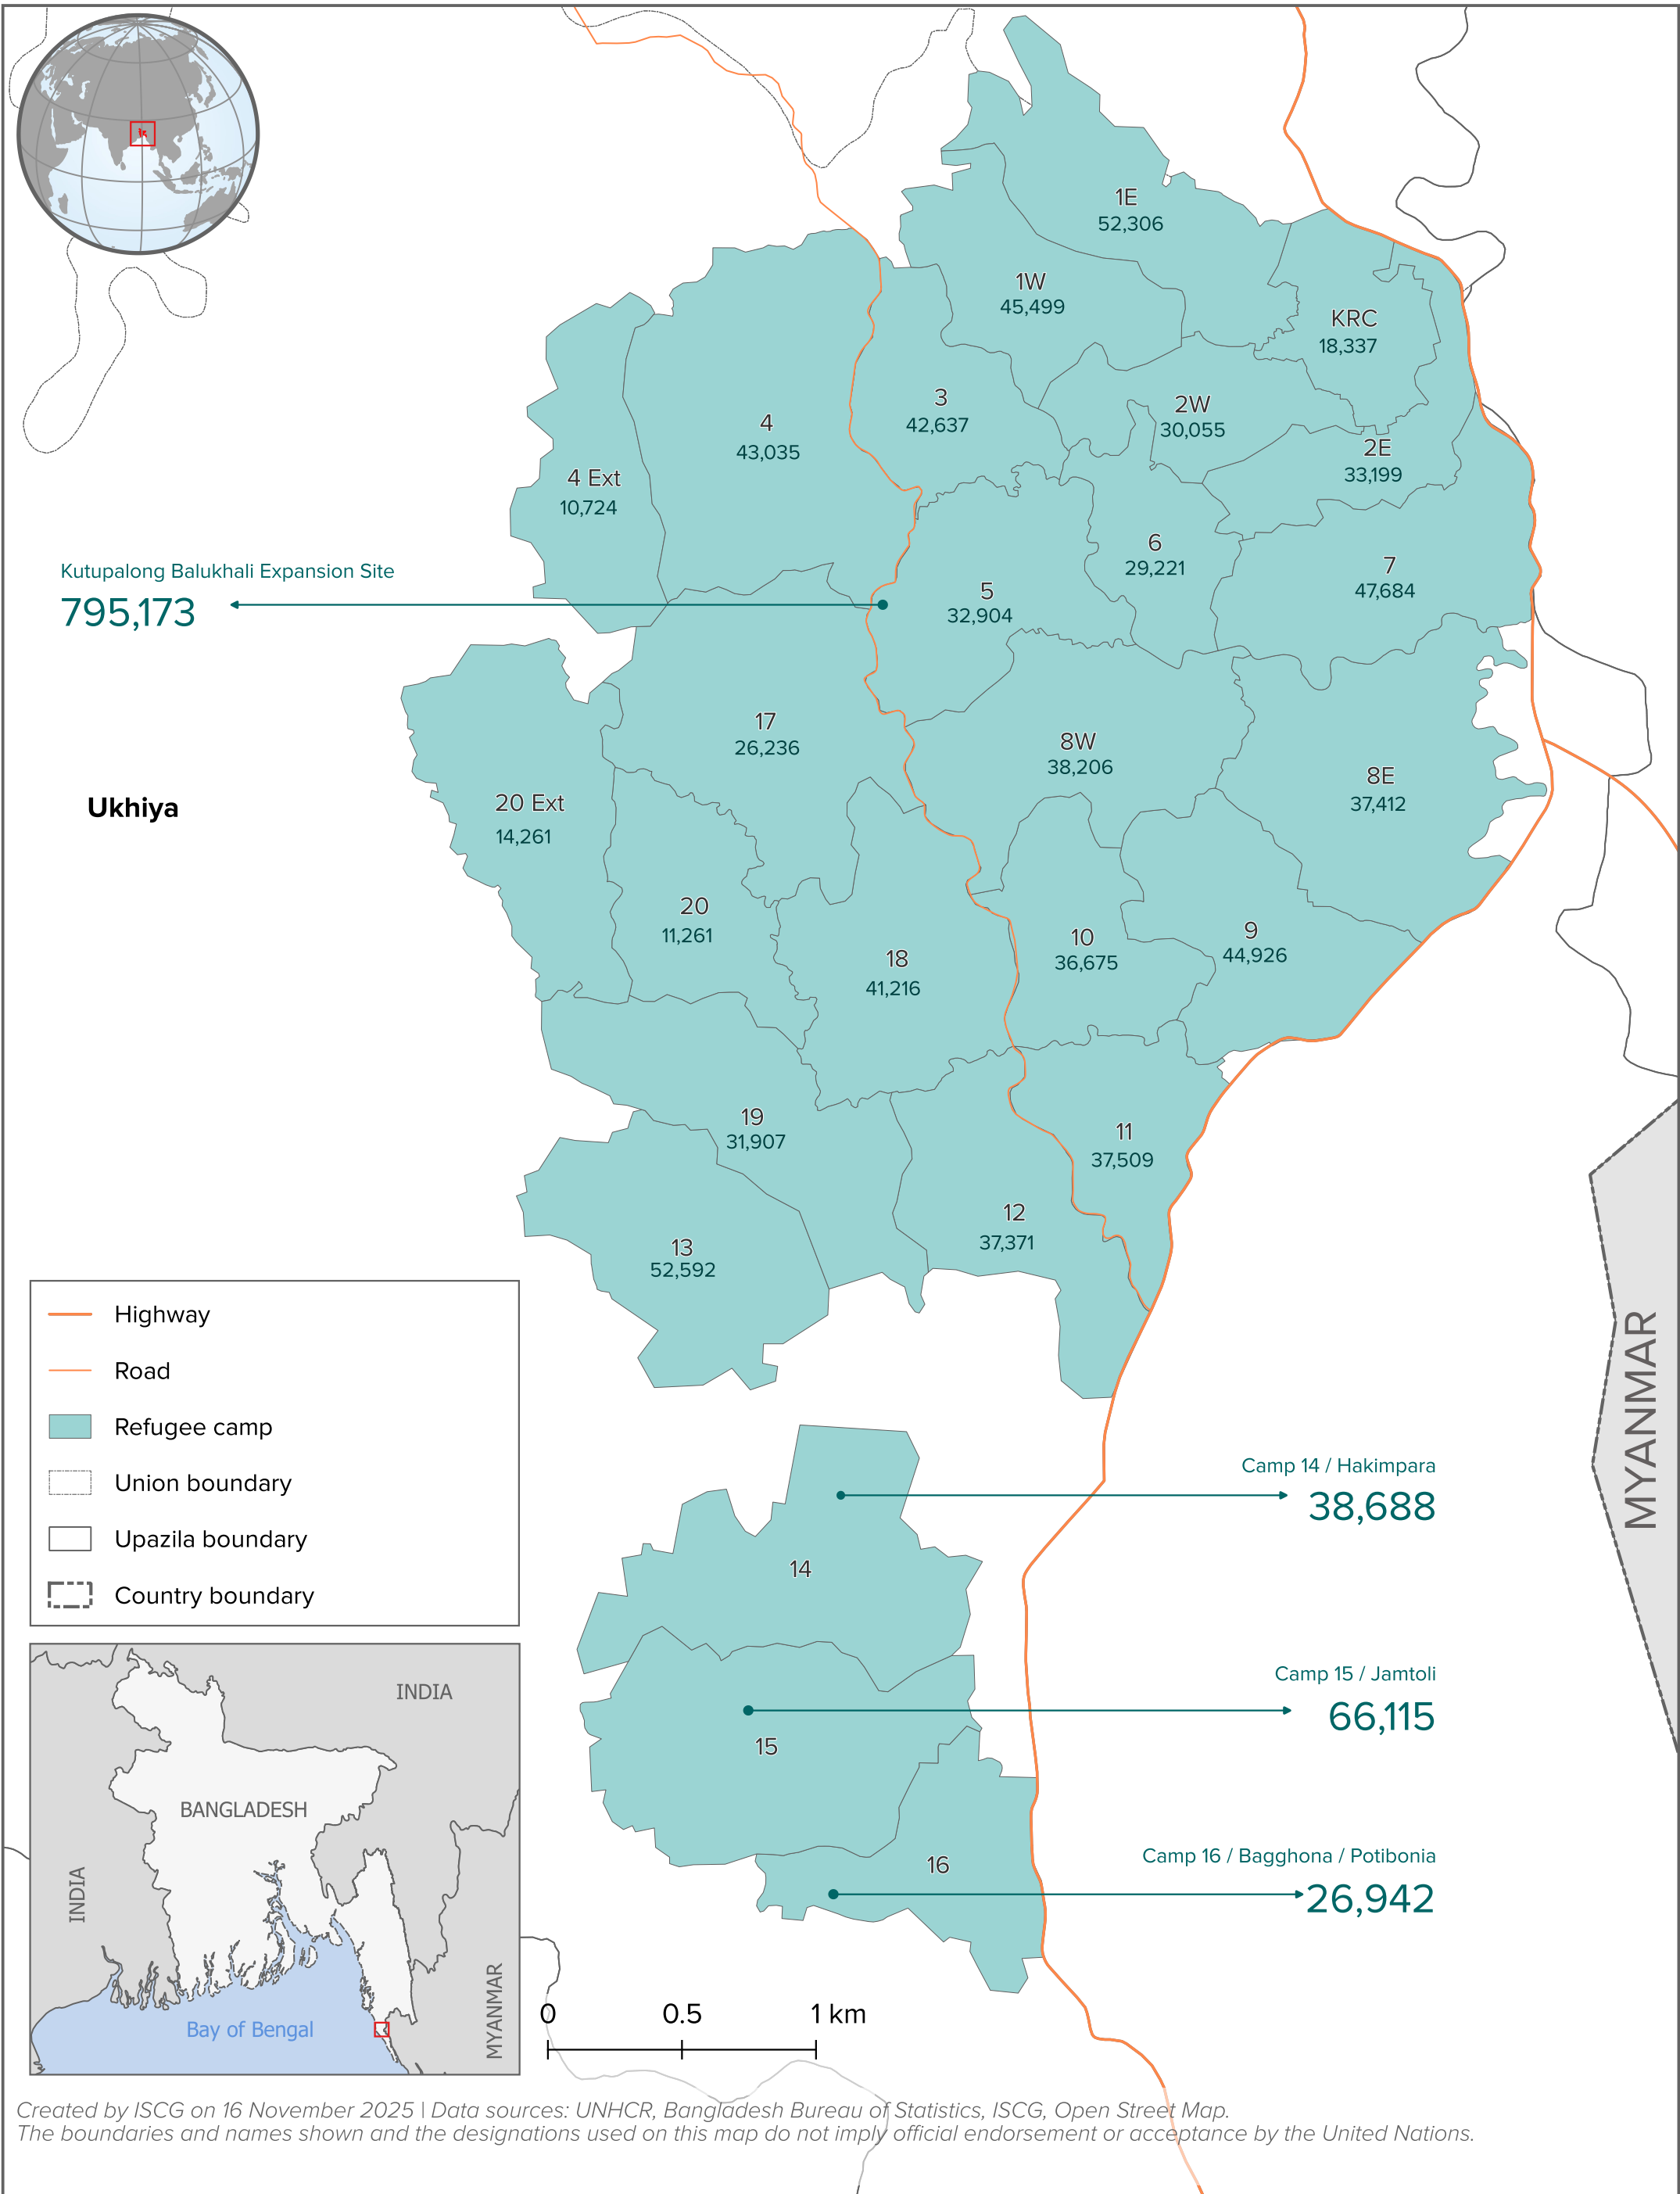 1E
52,306
1W
45,499
KRC
18,337
3
42,637
2W
30,055
4
43,035
2E
33,199
4 Ext
10,724
6
29,221
7
47,684
Kutupalong Balukhali Expansion Site
795,173
5
32,904
17
26,236
8W
38,206
8E
37,412
Ukhiya
20 Ext
14,261
20
11,261
18
41,216
10
36,675
9
44,926
19
31,907
11
37,509
12
37,371
13
52,592
Highway
Road
Refugee camp
Union boundary
Upazila boundary
Country boundary
MYANMAR
Camp 14 / Hakimpara
38,688
14
Camp 15 / Jamtoli
66,115
15
Camp 16 / Bagghona / Potibonia
26,942
16
INDIA
BANGLADESH
INDIA
MYANMAR
Bay of Bengal
0 0.5 1 km
Created by ISCG on 16 November 2025 | Data sources: UNHCR, Bangladesh Bureau of Statistics, ISCG, Open Street Map.
The boundaries and names shown and the designations used on this map do not imply official endorsement or acceptance by the United Nations.